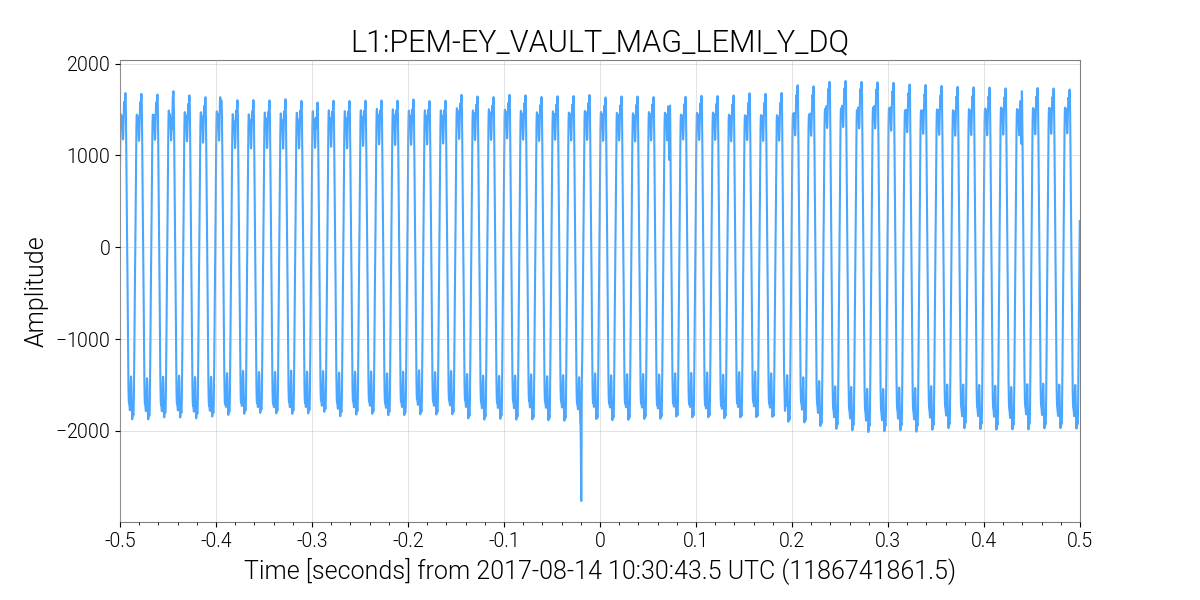 L1:PEM-EY_VAULT_MAG_LEMI_Y_DQ
2000
1000
0
−1000
−2000
Amplitude
-0.5 -0.4 -0.3 -0.2 -0.1 0 0.1 0.2 0.3 0.4 0.5
Time [seconds] from 2017-08-14 10:30:43.5 UTC (1186741861.5)